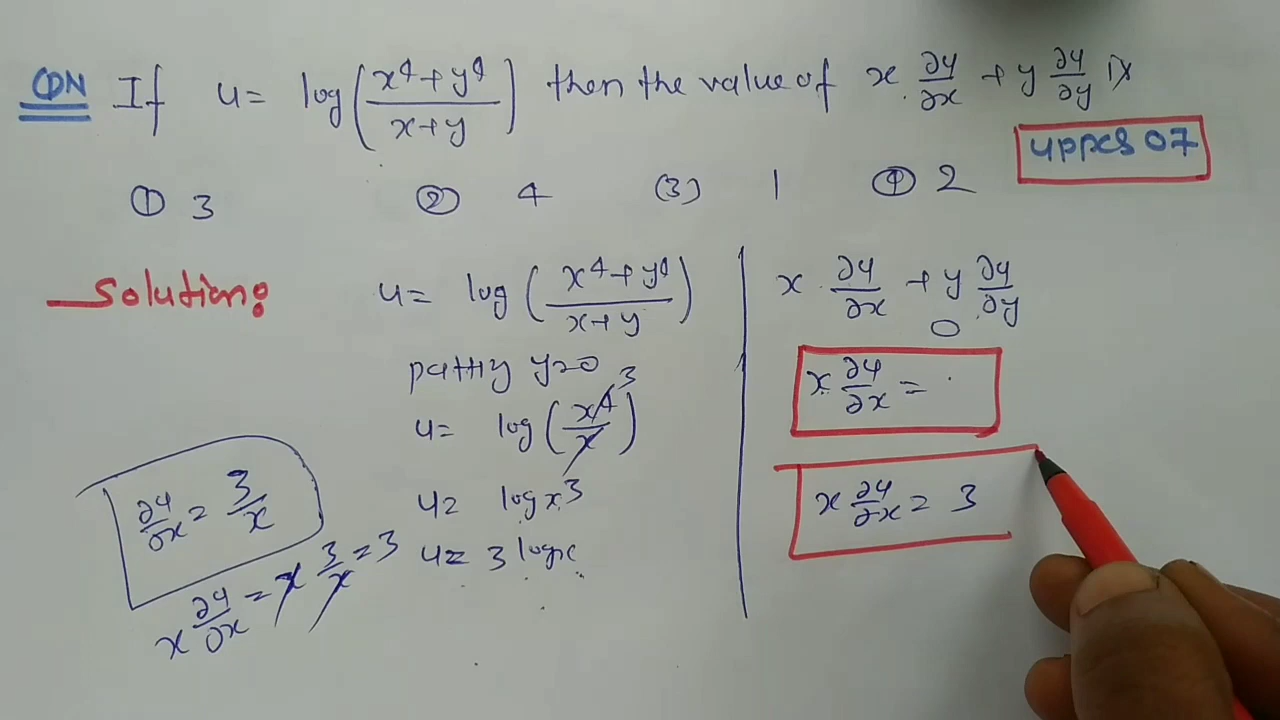 QN If u = log(x⁴+y⁴ / x+y) then the value of x ∂u/∂x + y ∂u/∂y is
UPPCS 07
① 3 ② 4 (3) 1 ④ 2
Solution:
u = log(x⁴+y⁴ / x+y)
y=0
u = log(x⁴/x) 3
u = log x³
u = 3 log x
∂u/∂x = 3/x
x ∂u/∂x = x 3/x = 3
x ∂u/∂x + y ∂u/∂y
0
x ∂u/∂x =
x ∂u/∂x = 3